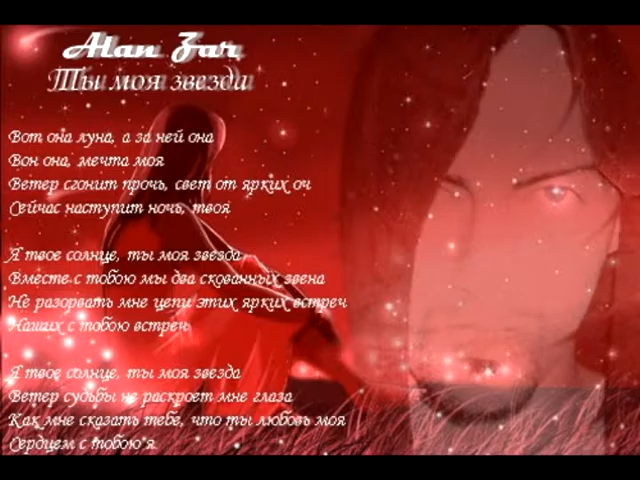 Alan Zar
Ты моя звезда
Вот она луна, а за ней она
Вон она, мечта моя
Ветер сгонит прочь, свет от ярких оч
Сейчас наступит ночь, твоя
Я твое солнце, ты моя звезда
Вместе с тобою мы два скованных звена
Не разорвать мне цепи этих ярких встреч
Наших с тобою встреч
Я твое солнце, ты моя звезда
Ветер судьбы не раскроет мне глаза
Как мне сказать тебе, что ты любовь моя
Сердцем с тобою я